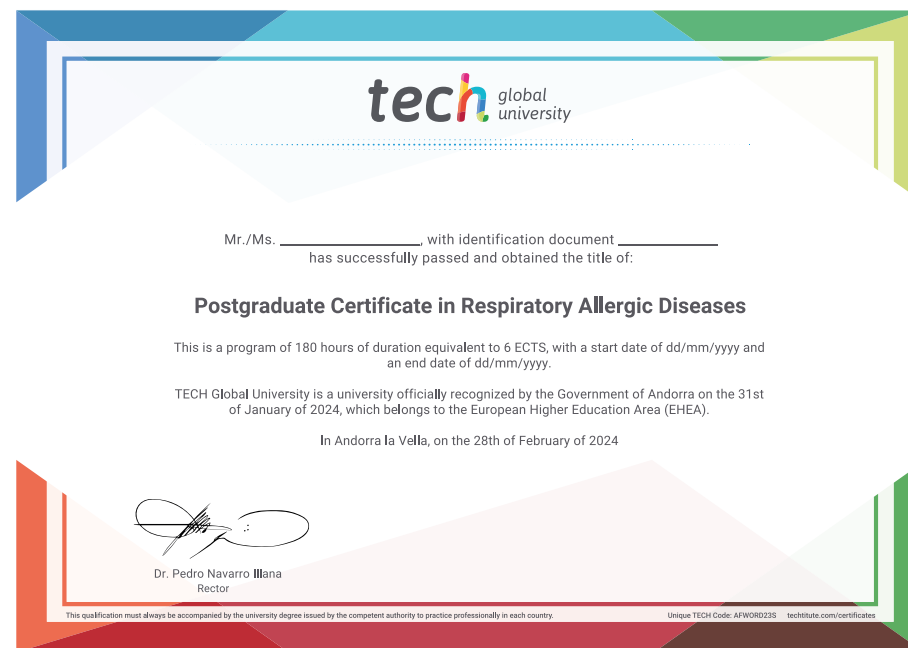 tech global
university
Mr./Ms. ____________, with identification document ____________
has successfully passed and obtained the title of:
Postgraduate Certificate in Respiratory Allergic Diseases
This is a program of 180 hours of duration equivalent to 6 ECTS, with a start date of dd/mm/yyyy and
an end date of dd/mm/yyyy.
TECH Global University is a university officially recognized by the Government of Andorra on the 31st
of January of 2024, which belongs to the European Higher Education Area (EHEA).
In Andorra la Vella, on the 28th of February of 2024
Dr. Pedro Navarro Illana
Rector
This qualification must always be accompanied by the university degree issued by the competent authority to practice professionally in each country.
Unique TECH Code: AFWORD23S techtitute.com/certificates